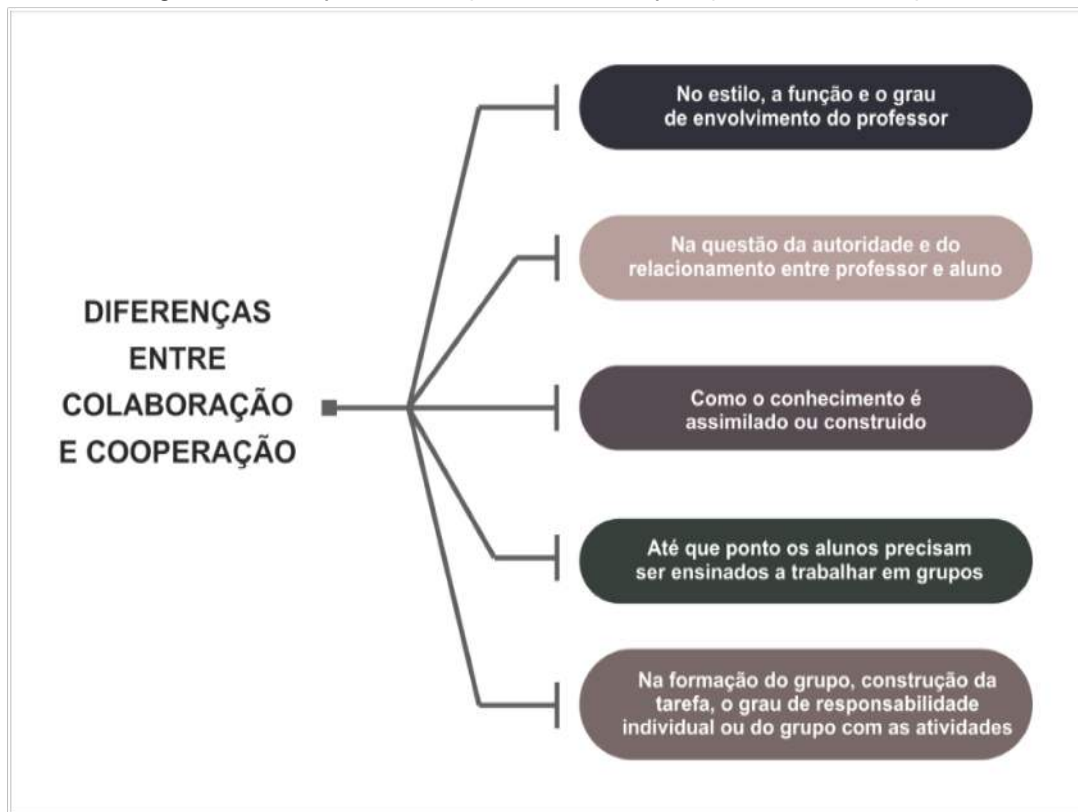 DIFERENÇAS
ENTRE
COLABORAÇÃO
E COOPERAÇÃO
No estilo, a função e o grau
de envolvimento do professor
Na questão da autoridade e do
relacionamento entre professor e aluno
Como o conhecimento é
assimilado ou construído
Até que ponto os alunos precisam
ser ensinados a trabalhar em grupos
Na formação do grupo, construção da
tarefa, o grau de responsabilidade
individual ou do grupo com as atividades